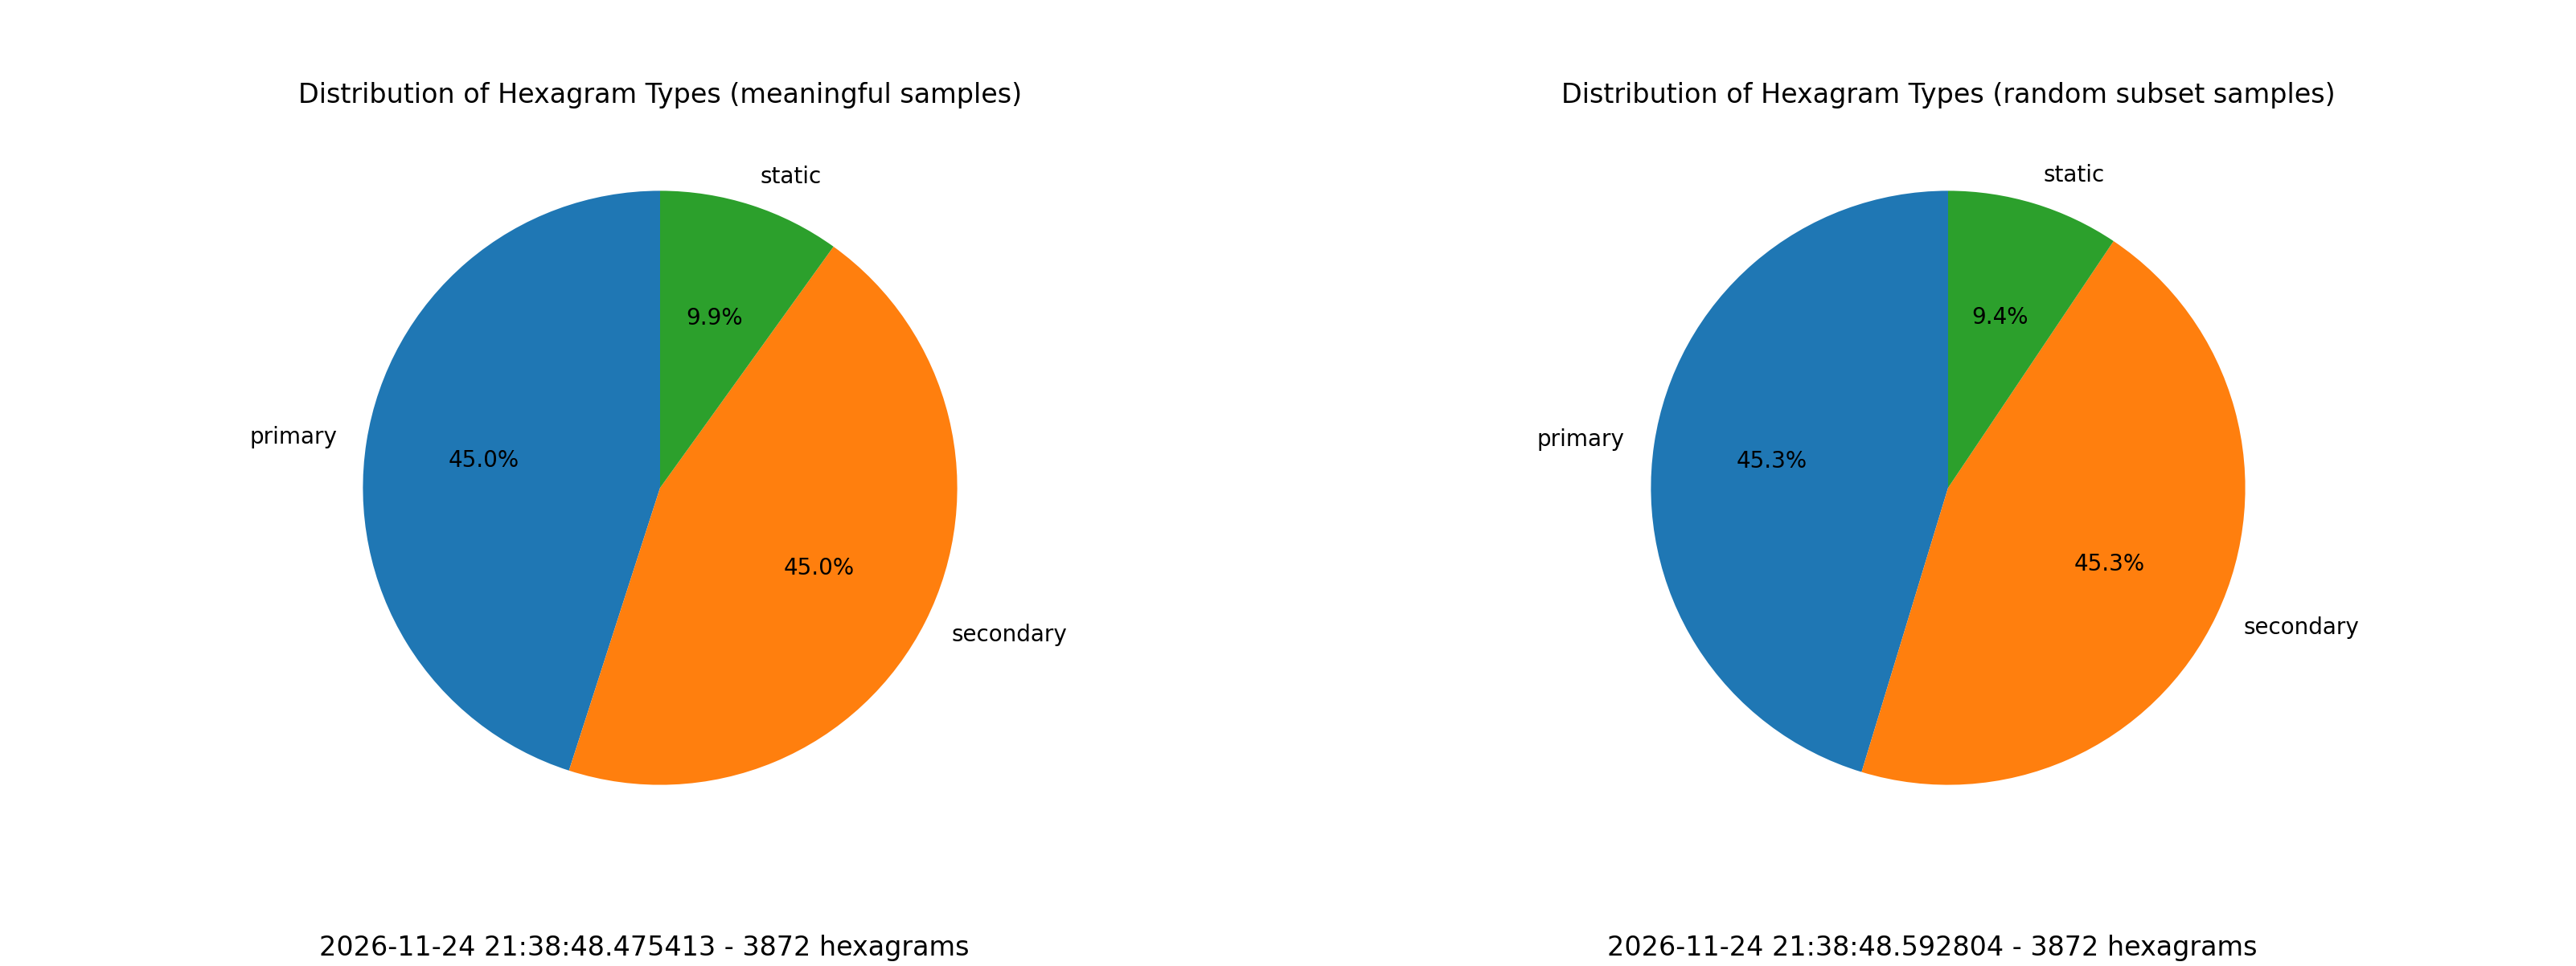 Distribution of Hexagram Types (meaningful samples)
static
9.9%
primary
45.0%
45.0%
secondary
2026-11-24 21:38:48.475413 - 3872 hexagrams
Distribution of Hexagram Types (random subset samples)
static
9.4%
primary
45.3%
45.3%
secondary
2026-11-24 21:38:48.592804 - 3872 hexagrams